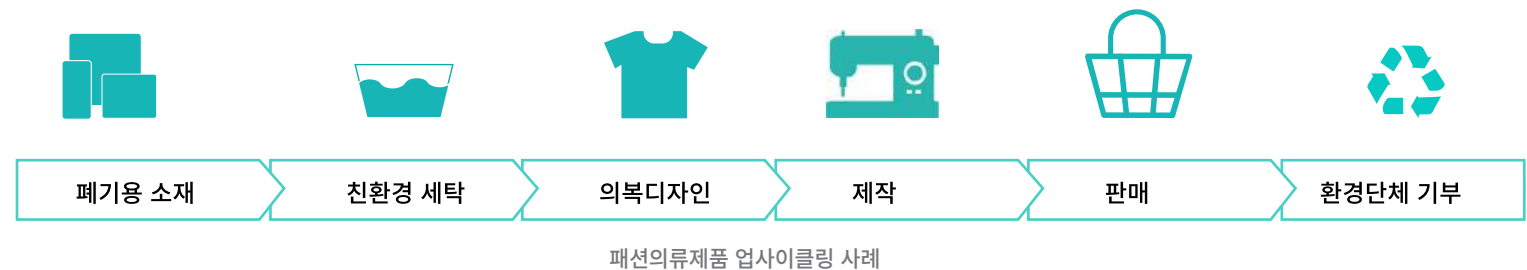 폐기용 소재
친환경 세탁
의복디자인
제작
판매
환경단체 기부
패션의류제품 업사이클링 사례